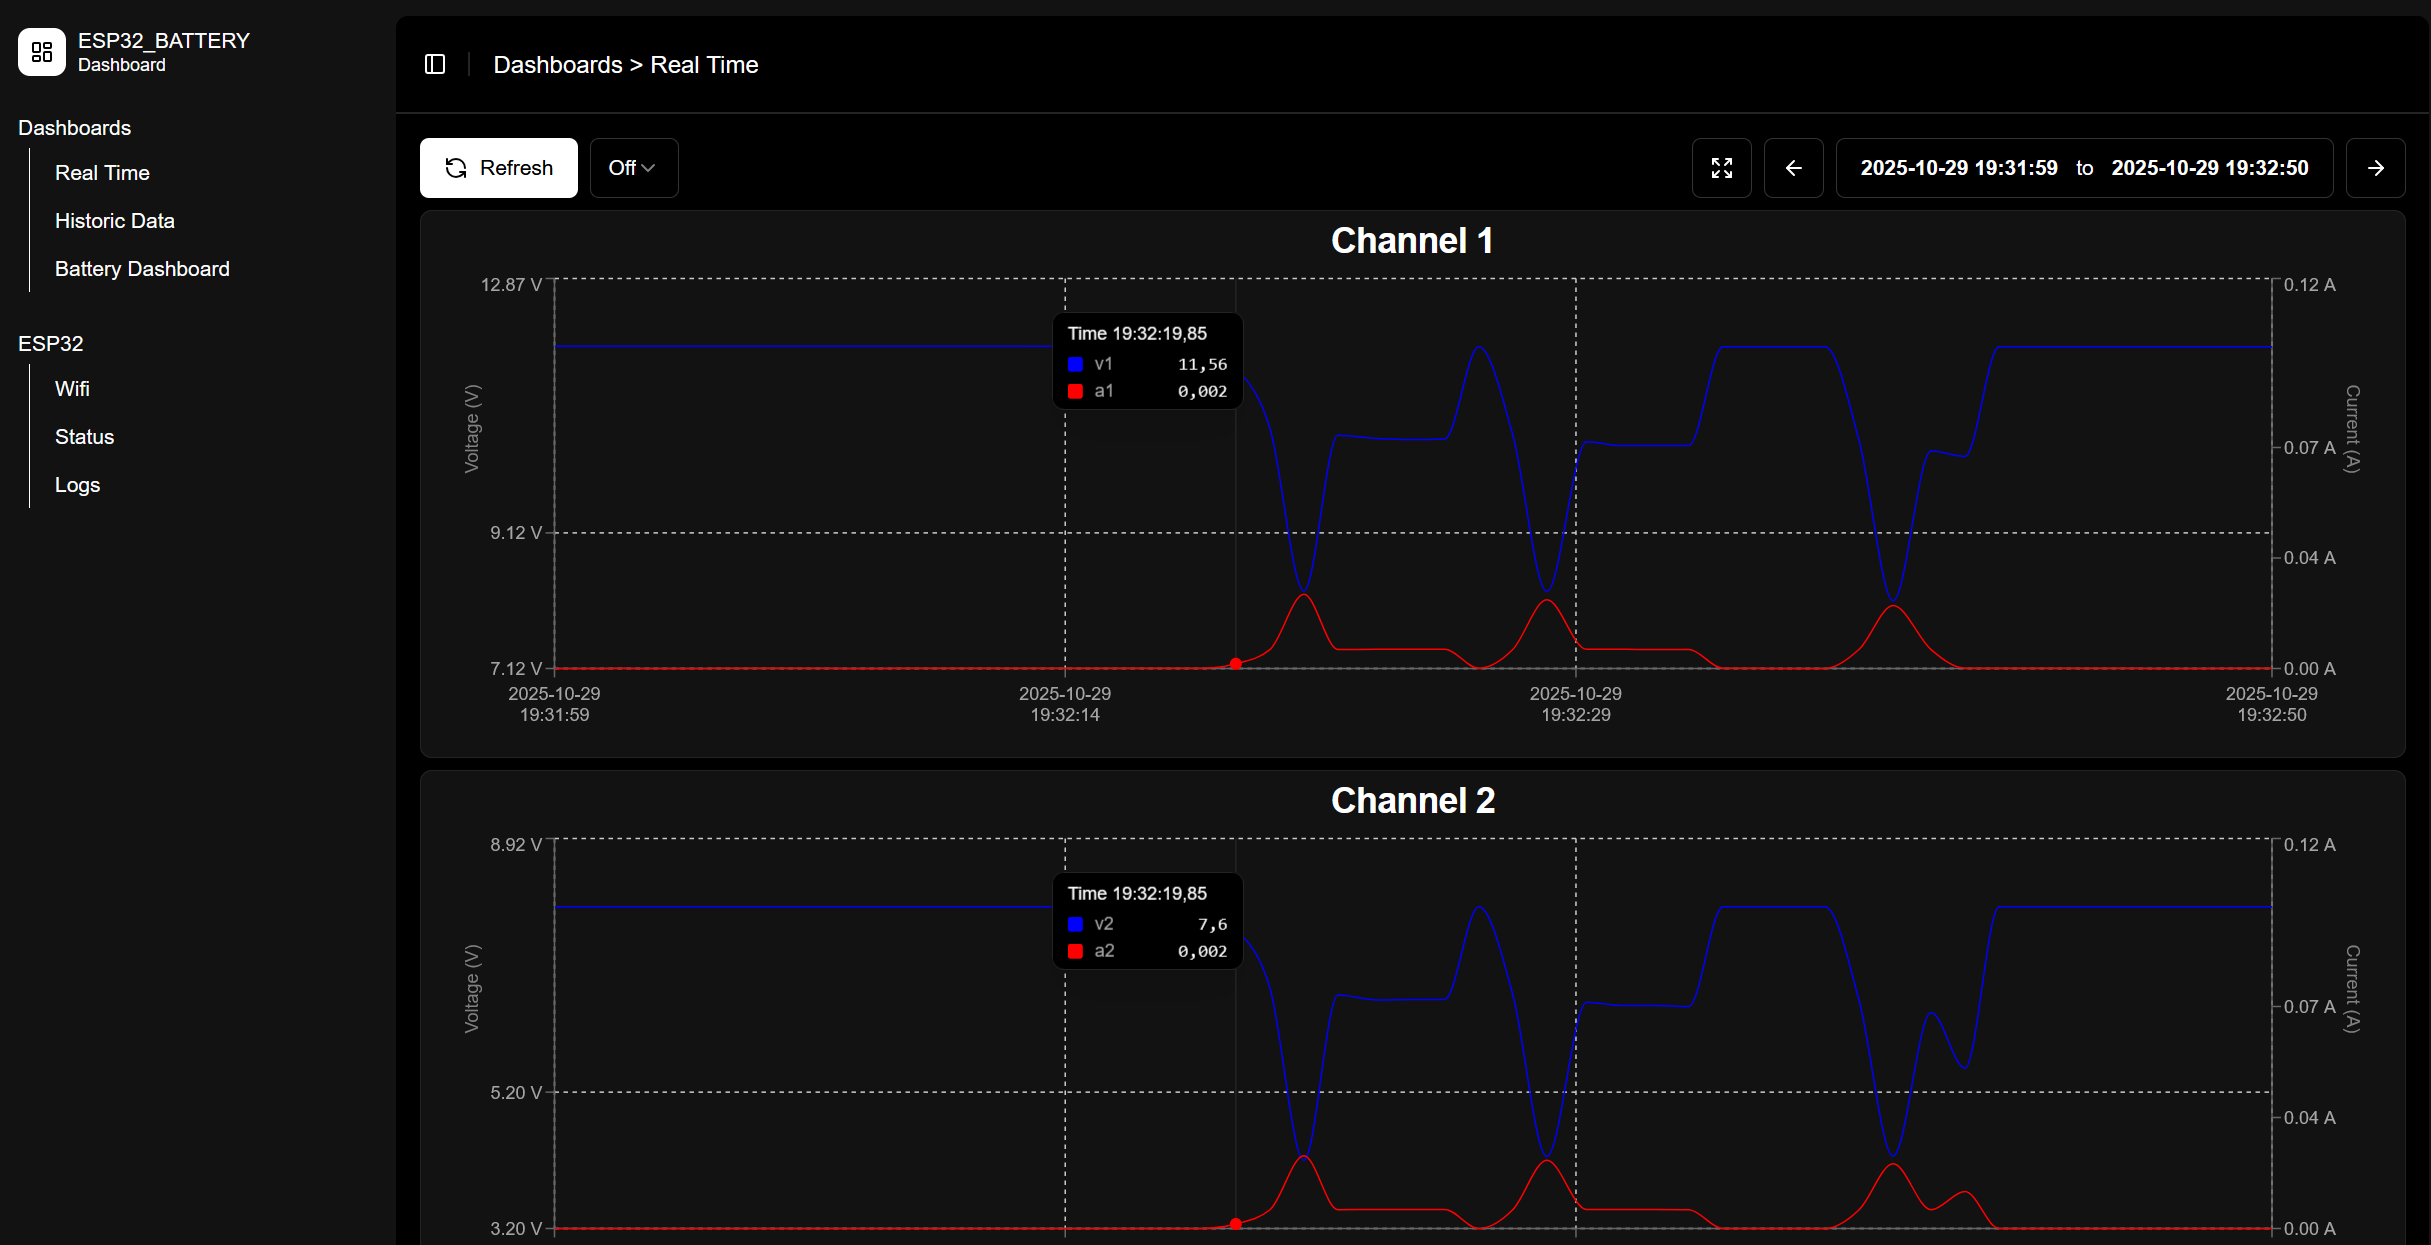 ESP32_BATTERY
Dashboard
Dashboards
Real Time
Historic Data
Battery Dashboard
ESP32
Wifi
Status
Logs
Dashboards > Real Time
Refresh
Off
2025-10-29 19:31:59 to 2025-10-29 19:32:50
Channel 1
12.87 V
9.12 V
7.12 V
Voltage (V)
Time 19:32:19,85
v1 11,56
a1 0,002
0.12 A
0.07 A
0.04 A
0.00 A
Current (A)
2025-10-29
19:31:59
2025-10-29
19:32:14
2025-10-29
19:32:29
2025-10-29
19:32:50
Channel 2
8.92 V
5.20 V
3.20 V
Voltage (V)
Time 19:32:19,85
v2 7,6
a2 0,002
0.12 A
0.07 A
0.04 A
0.00 A
Current (A)